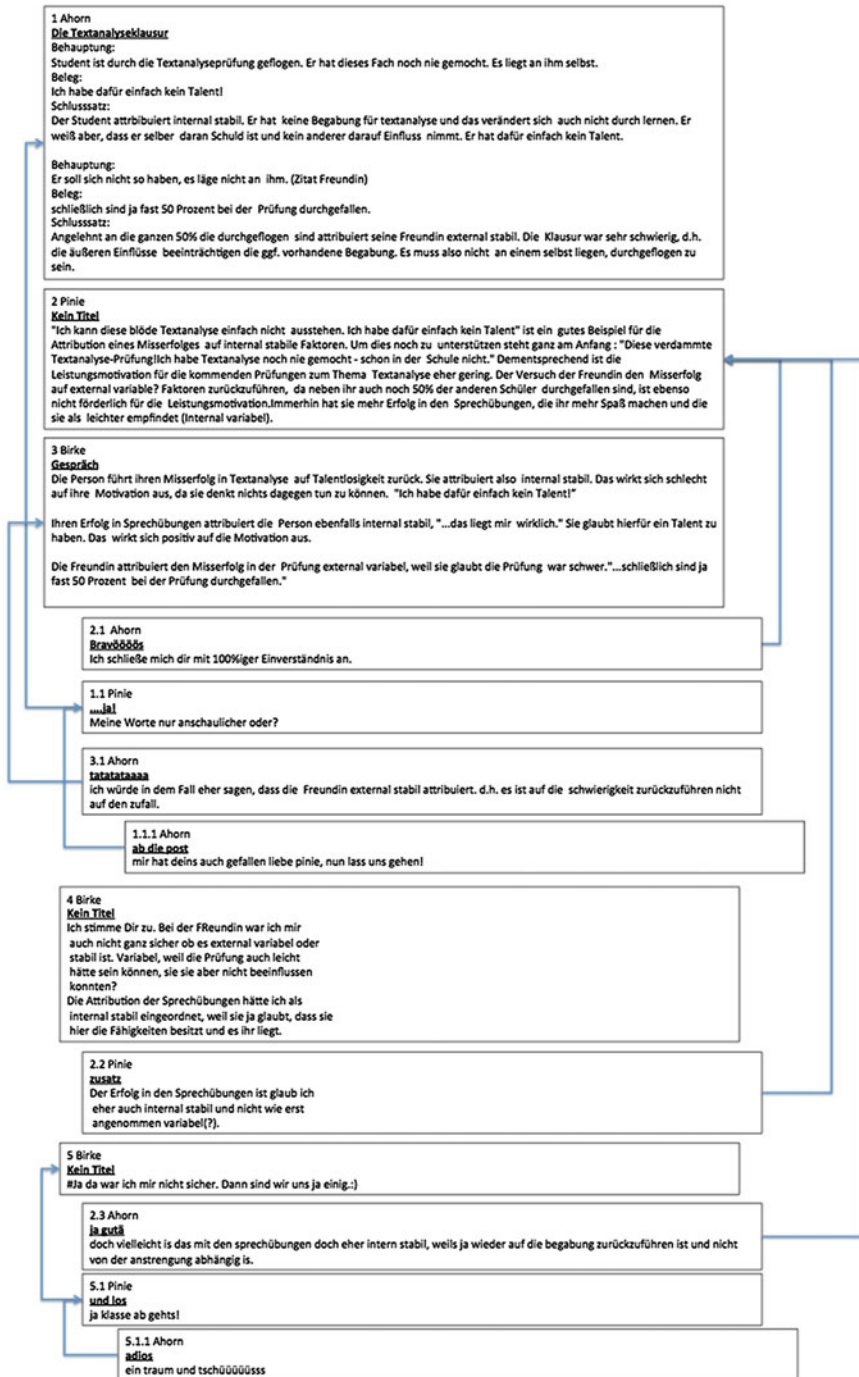 1 Ahorn
Die Textanalyseklausur
Behauptung:
Student ist durch die Textanalyseprüfung geflogen. Er hat dieses Fach noch nie gemocht. Es liegt an ihm selbst.
Beleg:
Ich habe dafür einfach kein Talent!
Schlusssatz:
Der Student attrbibuiert internal stabil. Er hat keine Begabung für textanalyse und das verändert sich auch nicht durch lernen. Er
weiß aber, dass er selber daran Schuld ist und kein anderer darauf Einfluss nimmt. Er hat dafür einfach kein Talent.
Behauptung:
Er soll sich nicht so haben, es läge nicht an ihm. (Zitat Freundin)
Beleg:
schließlich sind ja fast 50 Prozent bei der Prüfung durchgefallen.
Schlusssatz:
Angelehnt an die ganzen 50% die durchgeflogen sind attribuiert seine Freundin external stabil. Die Klausur war sehr schwierig, d.h.
die äußeren Einflüsse beeinträchtigen die ggf. vorhandene Begabung. Es muss also nicht an einem selbst liegen, durchgeflogen zu
sein.
2 Pinie
Kein Titel
"Ich kann diese blöde Textanalyse einfach nicht ausstehen. Ich habe dafür einfach kein Talent" ist ein gutes Beispiel für die
Attribution eines Misserfolges auf internal stabile Faktoren. Um dies noch zu unterstützen steht ganz am Anfang : "Diese verdammte
Textanalyse-Prüfung!Ich habe Textanalyse noch nie gemocht - schon in der Schule nicht." Dementsprechend ist die
Leistungsmotivation für die kommenden Prüfungen zum Thema Textanalyse eher gering. Der Versuch der Freundin den Misserfolg
auf external variable? Faktoren zurückzuführen, da neben ihr auch noch 50% der anderen Schüler durchgefallen sind, ist ebenso
nicht förderlich für die Leistungsmotivation.Immerhin hat sie mehr Erfolg in den Sprechübungen, die ihr mehr Spaß machen und die
sie als leichter empfindet (Internal variabel).
3 Birke
Gespräch
Die Person führt ihren Misserfolg in Textanalyse auf Talentlosigkeit zurück. Sie attribuiert also internal stabil. Das wirkt sich schlecht
auf ihre Motivation aus, da sie denkt nichts dagegen tun zu können. "Ich habe dafür einfach kein Talent!"
Ihren Erfolg in Sprechübungen attribuiert die Person ebenfalls internal stabil, "...das liegt mir wirklich." Sie glaubt hierfür ein Talent zu
haben. Das wirkt sich positiv auf die Motivation aus.
Die Freundin attribuiert den Misserfolg in der Prüfung external variabel, weil sie glaubt die Prüfung war schwer."...schließlich sind ja
fast 50 Prozent bei der Prüfung durchgefallen."
2.1 Ahorn
Bravöööös
Ich schließe mich dir mit 100%iger Einverständnis an.
1.1 Pinie
....ja!
Meine Worte nur anschaulicher oder?
3.1 Ahorn
tatatataaaa
ich würde in dem Fall eher sagen, dass die Freundin external stabil attribuiert. d.h. es ist auf die schwierigkeit zurückzuführen nicht
auf den zufall.
1.1.1 Ahorn
ab die post
mir hat deins auch gefallen liebe pinie, nun lass uns gehen!
4 Birke
Kein Titel
Ich stimme Dir zu. Bei der FReundin war ich mir
auch nicht ganz sicher ob es external variabel oder
stabil ist. Variabel, weil die Prüfung auch leicht
hätte sein können, sie sie aber nicht beeinflussen
konnten?
Die Attribution der Sprechübungen hätte ich als
internal stabil eingeordnet, weil sie ja glaubt, dass sie
hier die Fähigkeiten besitzt und es ihr liegt.
2.2 Pinie
zusatz
Der Erfolg in den Sprechübungen ist glaub ich
eher auch internal stabil und nicht wie erst
angenommen variabel(?).
5 Birke
Kein Titel
#Ja da war ich mir nicht sicher. Dann sind wir uns ja einig.:)
2.3 Ahorn
ja gutä
doch vielleicht is das mit den sprechübungen doch eher intern stabil, weils ja wieder auf die begabung zurückzuführen ist und nicht
von der anstrengung abhängig is.
5.1 Pinie
und los
ja klasse ab gehts!
5.1.1 Ahorn
adios
ein traum und tschüüüüüsss